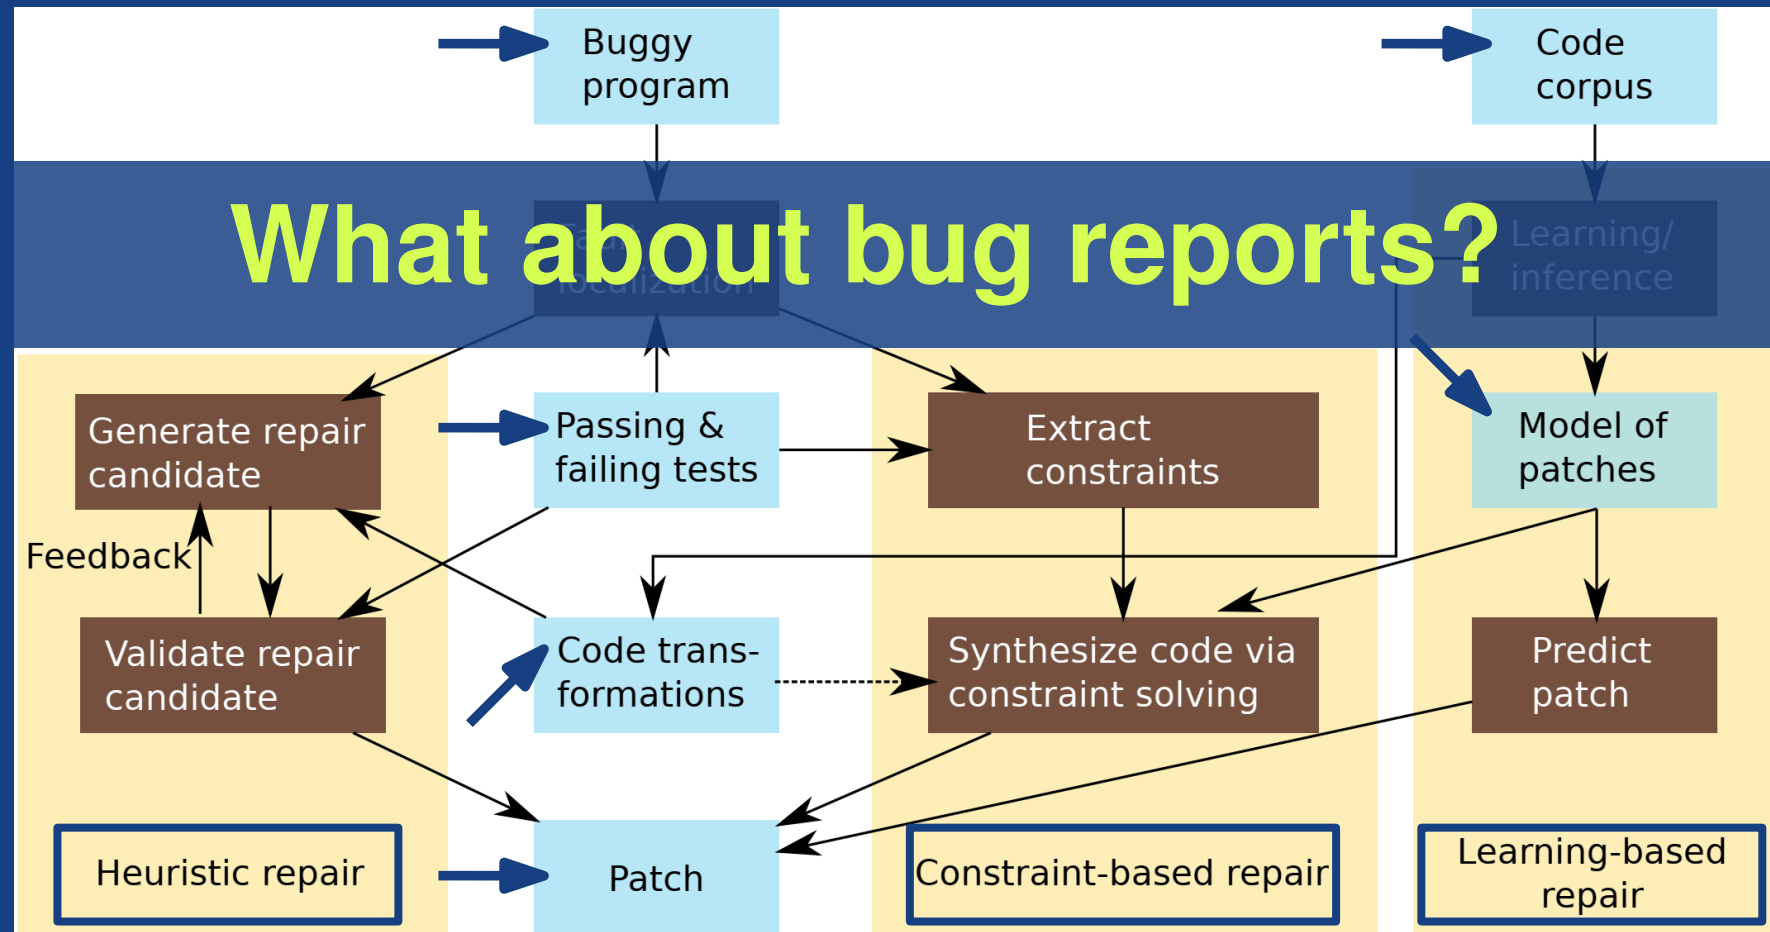 Buggy
program
Code
corpus
What about bug reports?
Fault
localization
Learning/
inference
Generate repair
candidate
Passing &
failing tests
Extract
constraints
Model of
patches
Feedback
Validate repair
candidate
Code trans-
formations
Synthesize code via
constraint solving
Predict
patch
Heuristic repair
Patch
Constraint-based repair
Learning-based
repair